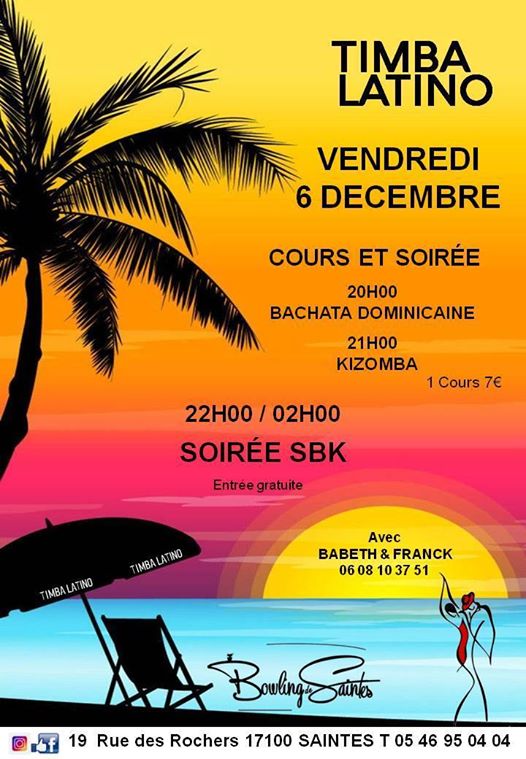 TIMBA
LATINO
VENDREDI
6 DECEMBRE
COURS ET SOIRÉE
20H00
BACHATA DOMINICAINE
21H00
KIZOMBA
1 Cours 7€
22H00 / 02H00
SOIRÉE SBK
Entrée gratuite
Avec
BABETH & FRANCK
06 08 10 37 51
TIMBA LATINO
TIMBA LATINO
Bowling de Saintes
19 Rue des Rochers 17100 SAINTES T 05 46 95 04 04